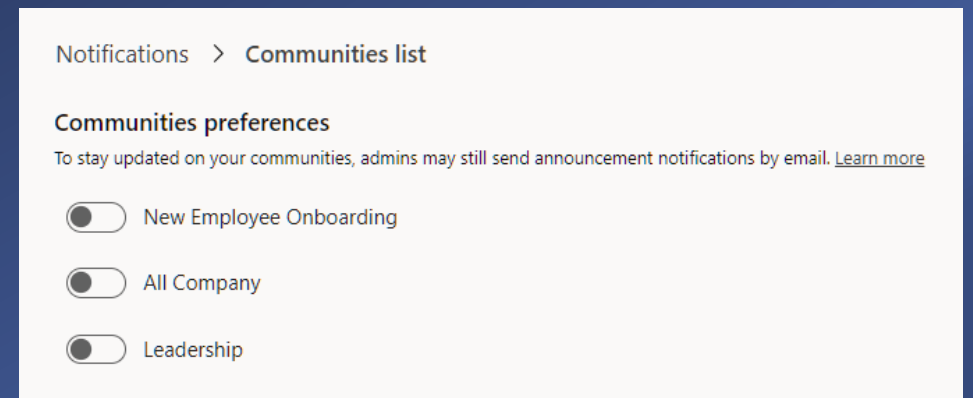 Notifications > Communities list
Communities preferences
To stay updated on your communities, admins may still send announcement notifications by email. Learn more
New Employee Onboarding
All Company
Leadership